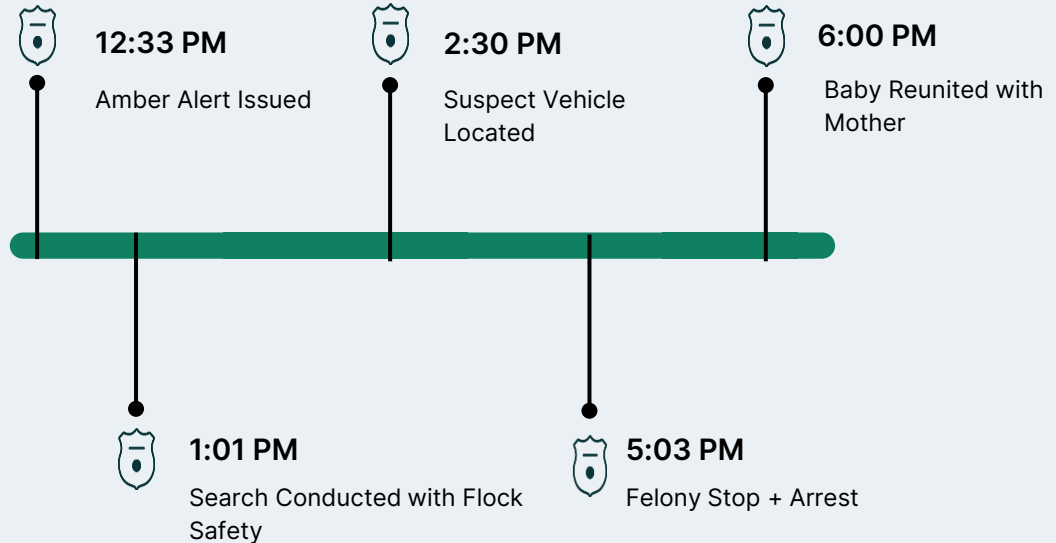 12:33 PM
Amber Alert Issued
2:30 PM
Suspect Vehicle
Located
6:00 PM
Baby Reunited with
Mother
1:01 PM
Search Conducted with Flock
Safety
5:03 PM
Felony Stop + Arrest